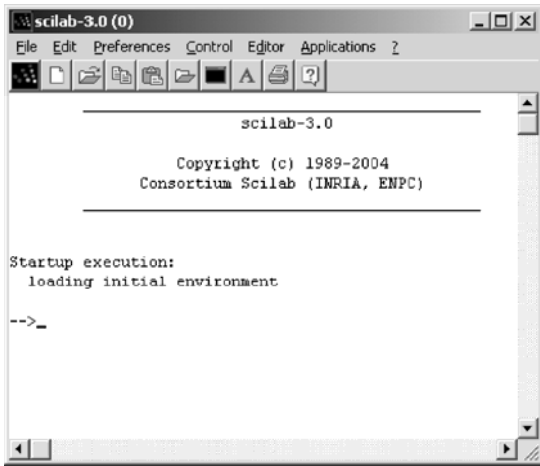 scilab-3.0 (0)
File Edit Preferences Control Editor Applications ?
A ?
scilab-3.0
Copyright (c) 1989-2004
Consortium Scilab (INRIA, ENPC)
Startup execution:
loading initial environment
-->_